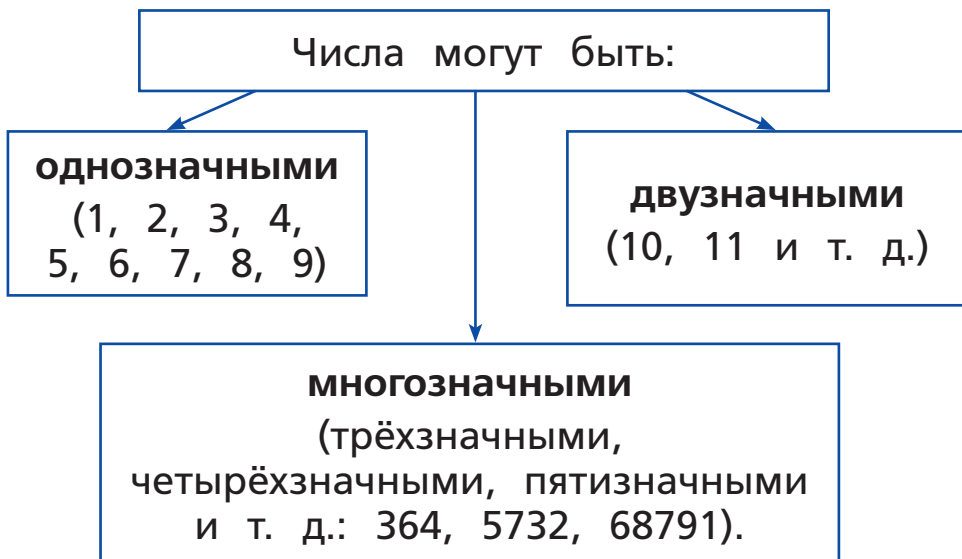 Числа могут быть:
однозначными
(1, 2, 3, 4,
5, 6, 7, 8, 9)
двузначными
(10, 11 и т. д.)
многозначными
(трёхзначными,
четырёхзначными, пятизначными
и т. д.: 364, 5732, 68791).